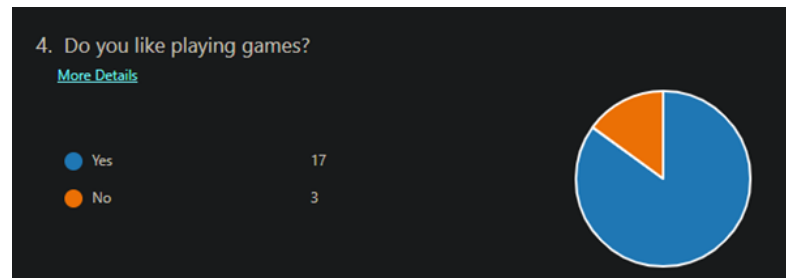 4. Do you like playing games?
More Details
Yes 17
No 3